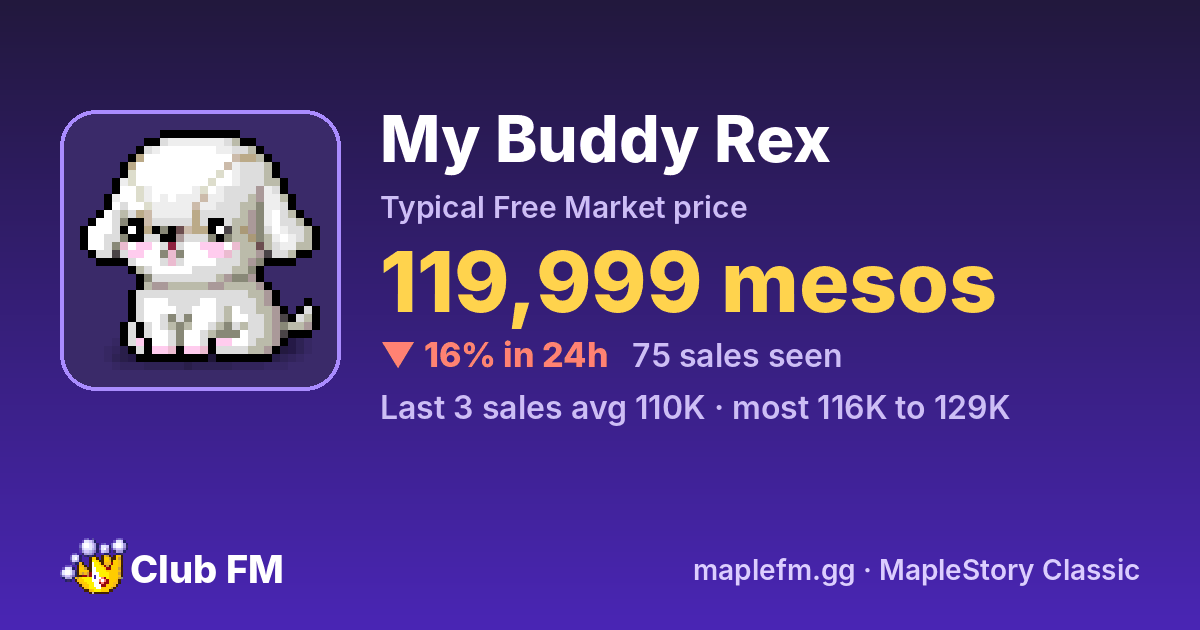 My Buddy Rex
Typical Free Market price
119,999 mesos
▼ 16% in 24h 75 sales seen
Last 3 sales avg 110K · most 116K to 129K
Club FM
maplefm.gg · MapleStory Classic